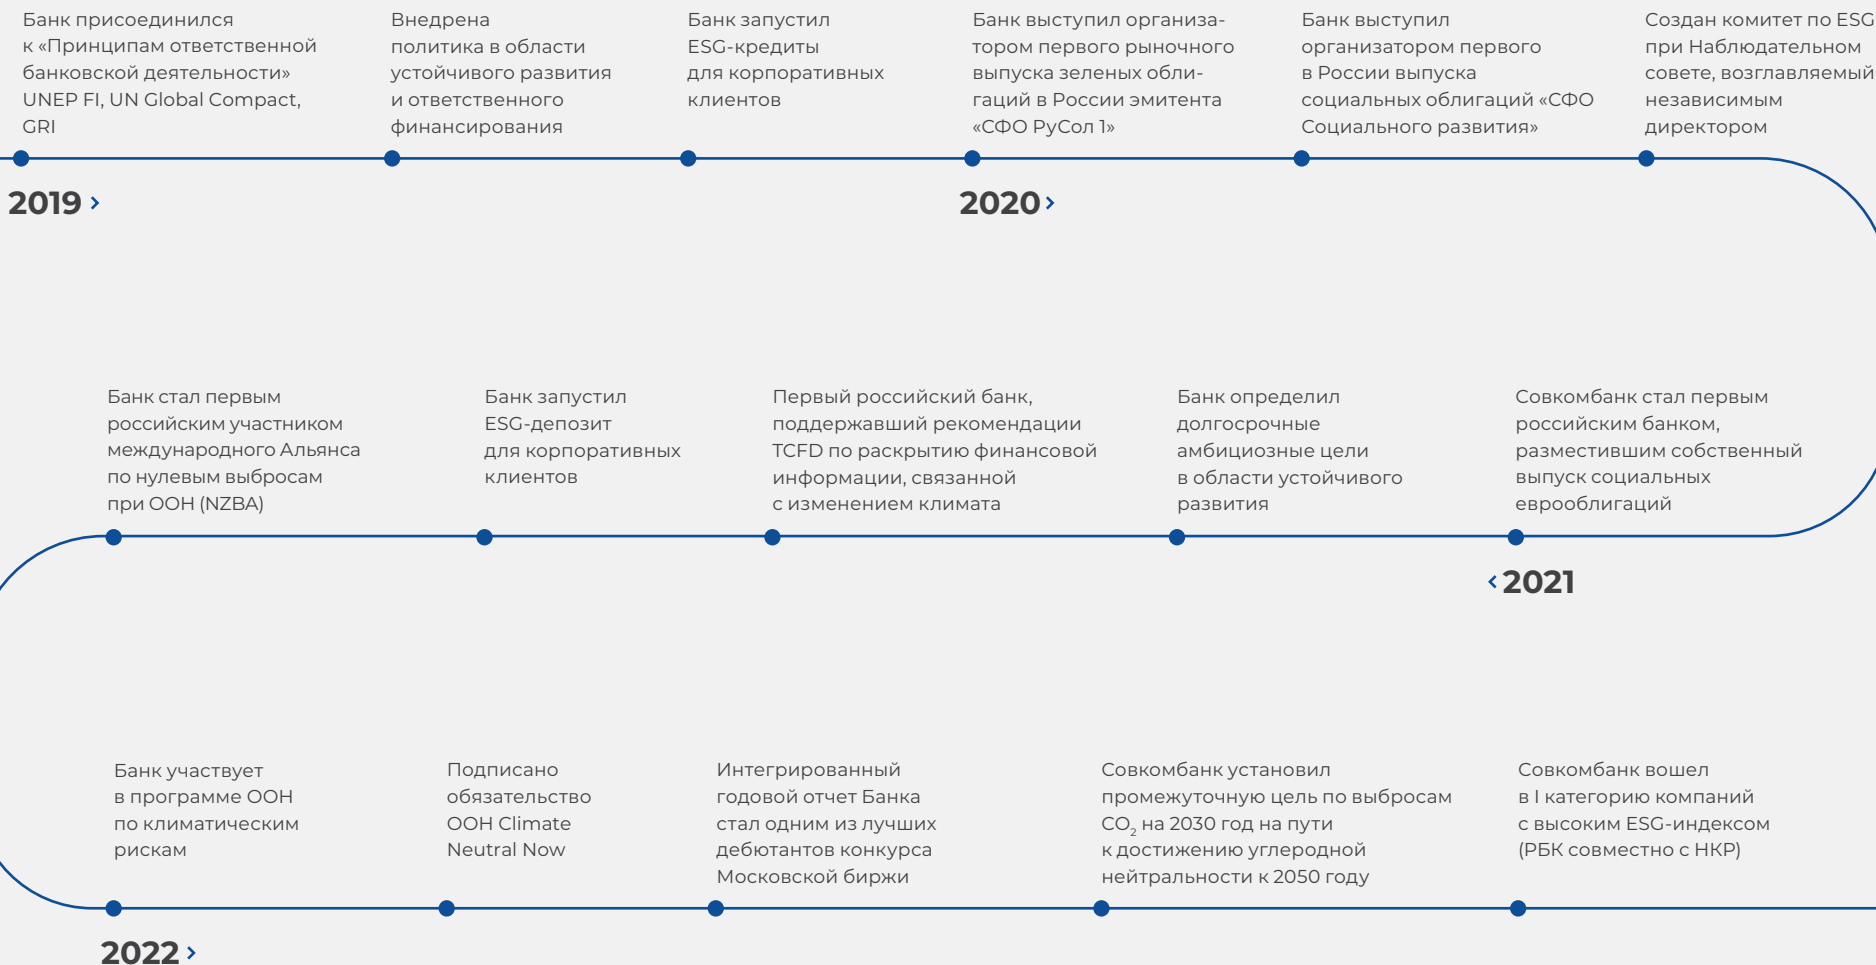 Банк присоединился
к «Принципам ответственной
банковской деятельности»
UNEP FI, UN Global Compact,
GRI
Внедрена
политика в области
устойчивого развития
и ответственного
финансирования
Банк запустил
ESG-кредиты
для корпоративных
клиентов
Банк выступил организа-
тором первого рыночного
выпуска зеленых обли-
гаций в России эмитента
«СФО РуСол 1»
Банк выступил
организатором первого
в России выпуска
социальных облигаций «СФО
Социального развития»
Создан комитет по ESG
при Наблюдательном
совете, возглавляемый
независимым
директором
2019 ›
2020 ›
Банк стал первым
российским участником
международного Альянса
по нулевым выбросам
при ООН (NZBA)
Банк запустил
ESG-депозит
для корпоративных
клиентов
Первый российский банк,
поддержавший рекомендации
TCFD по раскрытию финансовой
информации, связанной
с изменением климата
Банк определил
долгосрочные
амбициозные цели
в области устойчивого
развития
Совкомбанк стал первым
российским банком,
разместившим собственный
выпуск социальных
еврооблигаций
‹ 2021
Банк участвует
в программе ООН
по климатическим
рискам
Подписано
обязательство
ООН Climate
Neutral Now
Интегрированный
годовой отчет Банка
стал одним из лучших
дебютантов конкурса
Московской биржи
Совкомбанк установил
промежуточную цель по выбросам
CO₂ на 2030 год на пути
к достижению углеродной
нейтральности к 2050 году
Совкомбанк вошел
в I категорию компаний
с высоким ESG-индексом
(РБК совместно с НКР)
2022 ›